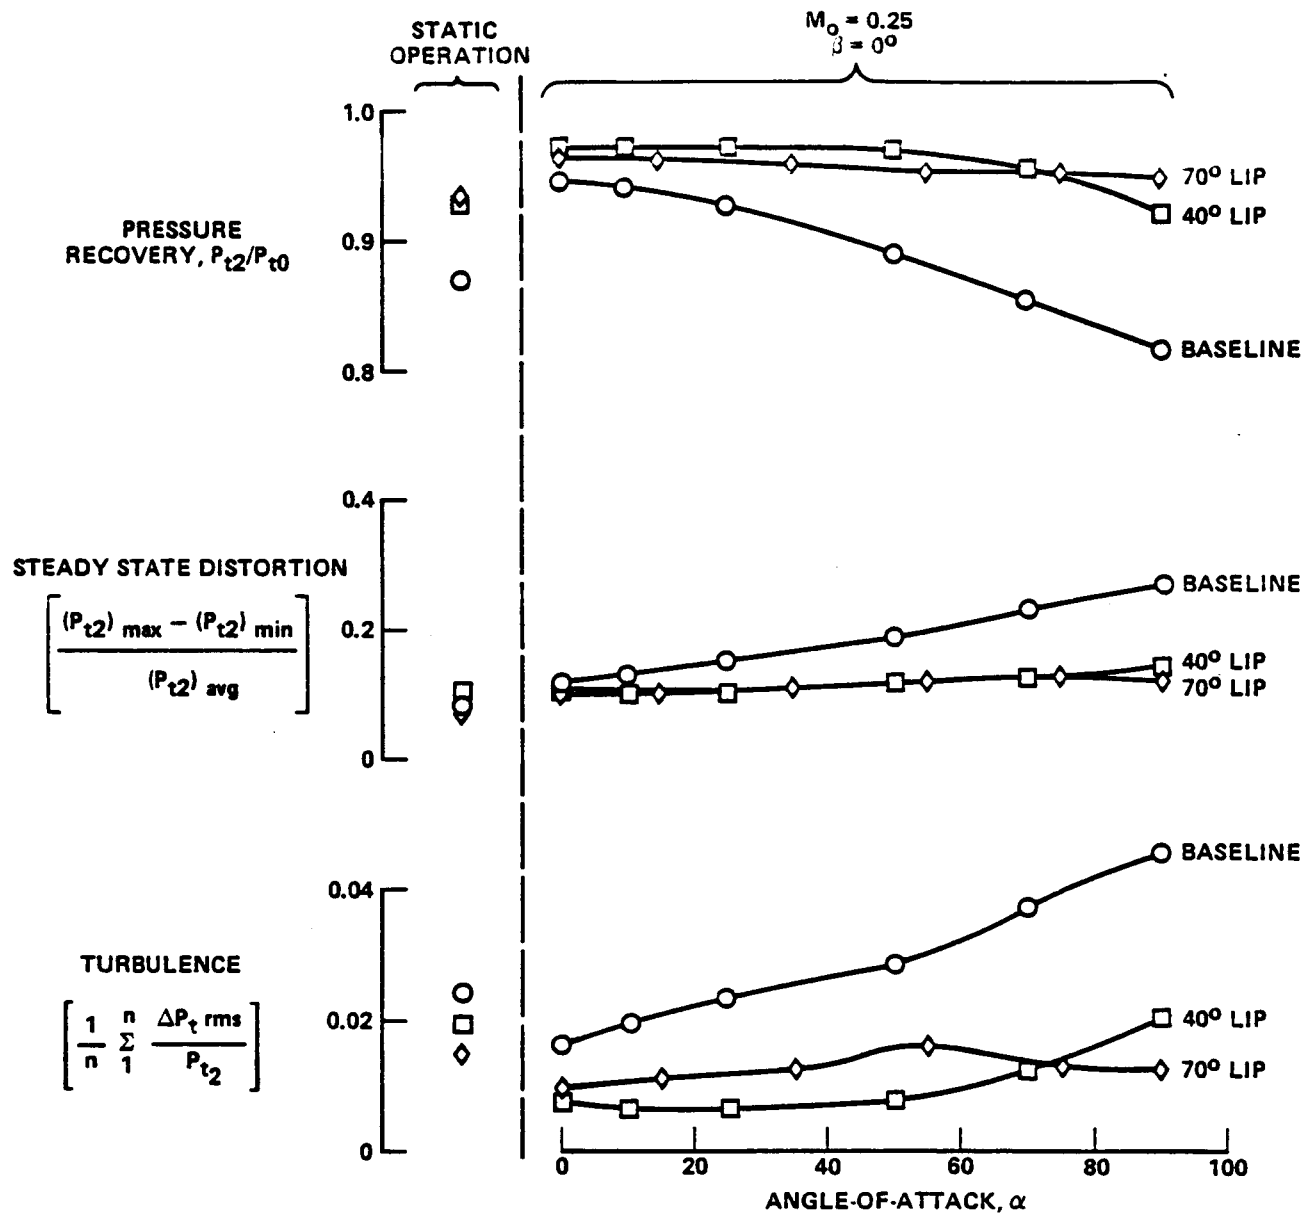 STATIC
OPERATION
M₀ = 0.25
β = 0°
1.0
0.9
0.8
PRESSURE
RECOVERY, Pt2/Pt0
70° LIP
40° LIP
BASELINE
0.4
0.2
0
STEADY STATE DISTORTION
(Pt2) max − (Pt2) min
(Pt2) avg
BASELINE
40° LIP
70° LIP
0.04
0.02
0
TURBULENCE
1/n n Σ 1 ΔPt rms/Pt2
BASELINE
40° LIP
70° LIP
0 20 40 60 80 100
ANGLE-OF-ATTACK, α